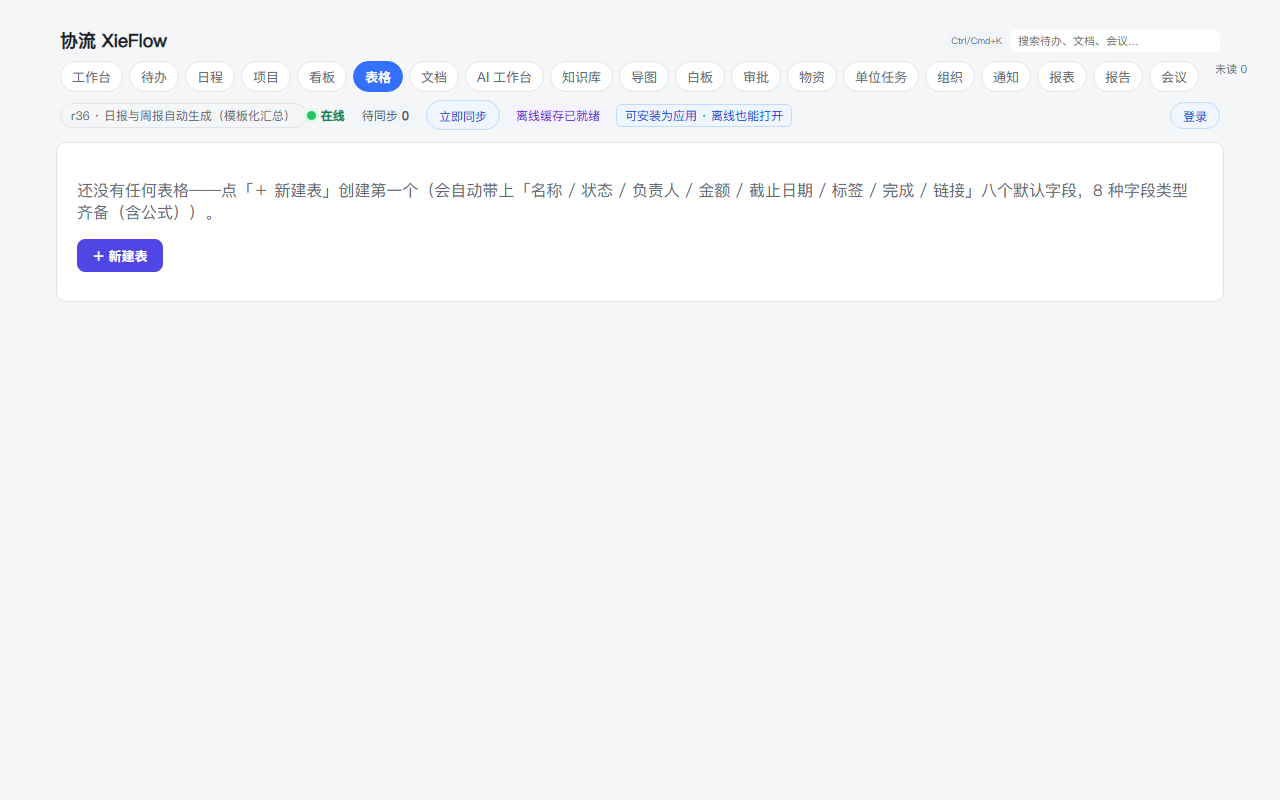 协流 XieFlow
Ctrl/Cmd+K 搜索待办、文档、会议…
工作台 待办 日程 项目 看板 表格 文档 AI 工作台 知识库 导图 白板 审批 物资 单位任务 组织 通知 报表 报告 会议 未读 0
r36 · 日报与周报自动生成（模板化汇总） 在线 待同步 0 立即同步 离线缓存已就绪 可安装为应用 · 离线也能打开 登录
还没有任何表格——点「＋ 新建表」创建第一个（会自动带上「名称 / 状态 / 负责人 / 金额 / 截止日期 / 标签 / 完成 / 链接」八个默认字段，8 种字段类型
齐备（含公式））。
＋ 新建表